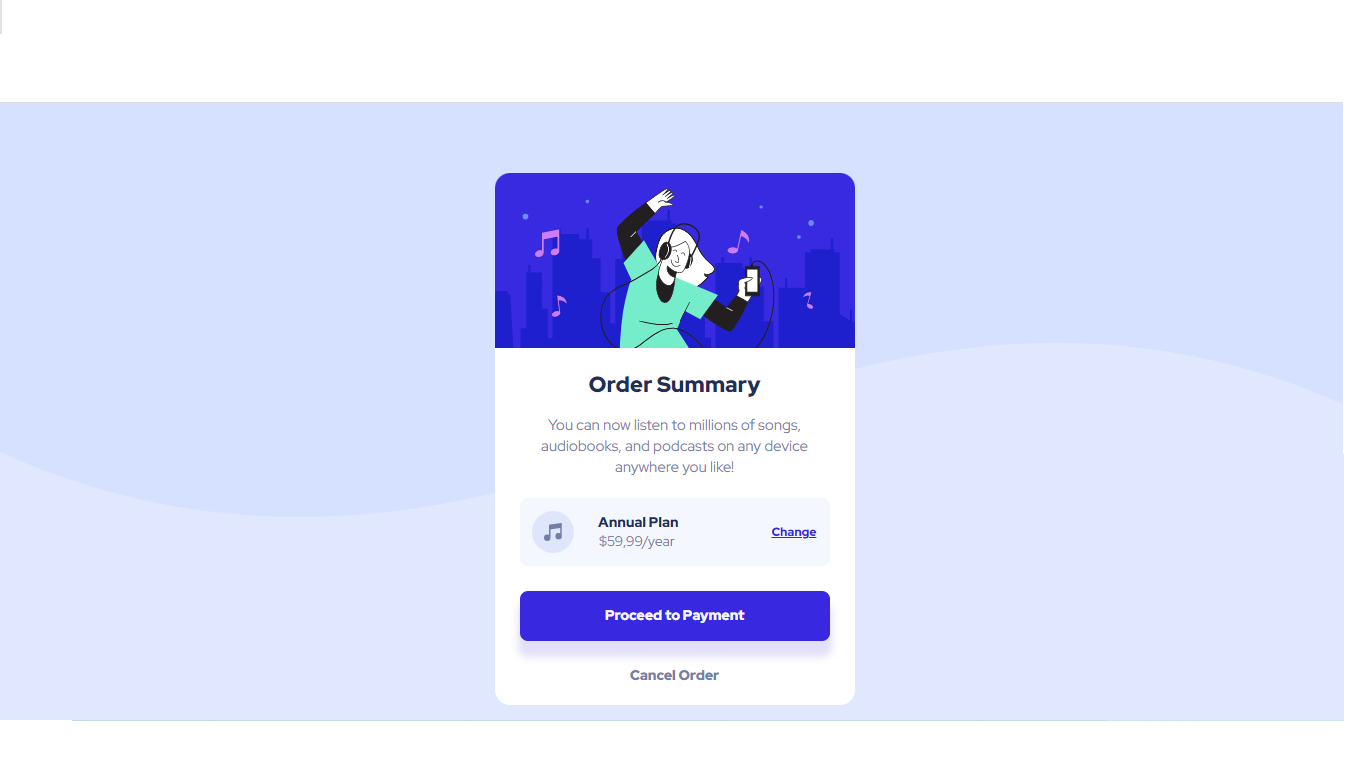 Order Summary
You can now listen to millions of songs,
audiobooks, and podcasts on any device
anywhere you like!
Annual Plan
$59,99/year
Change
Proceed to Payment
Cancel Order